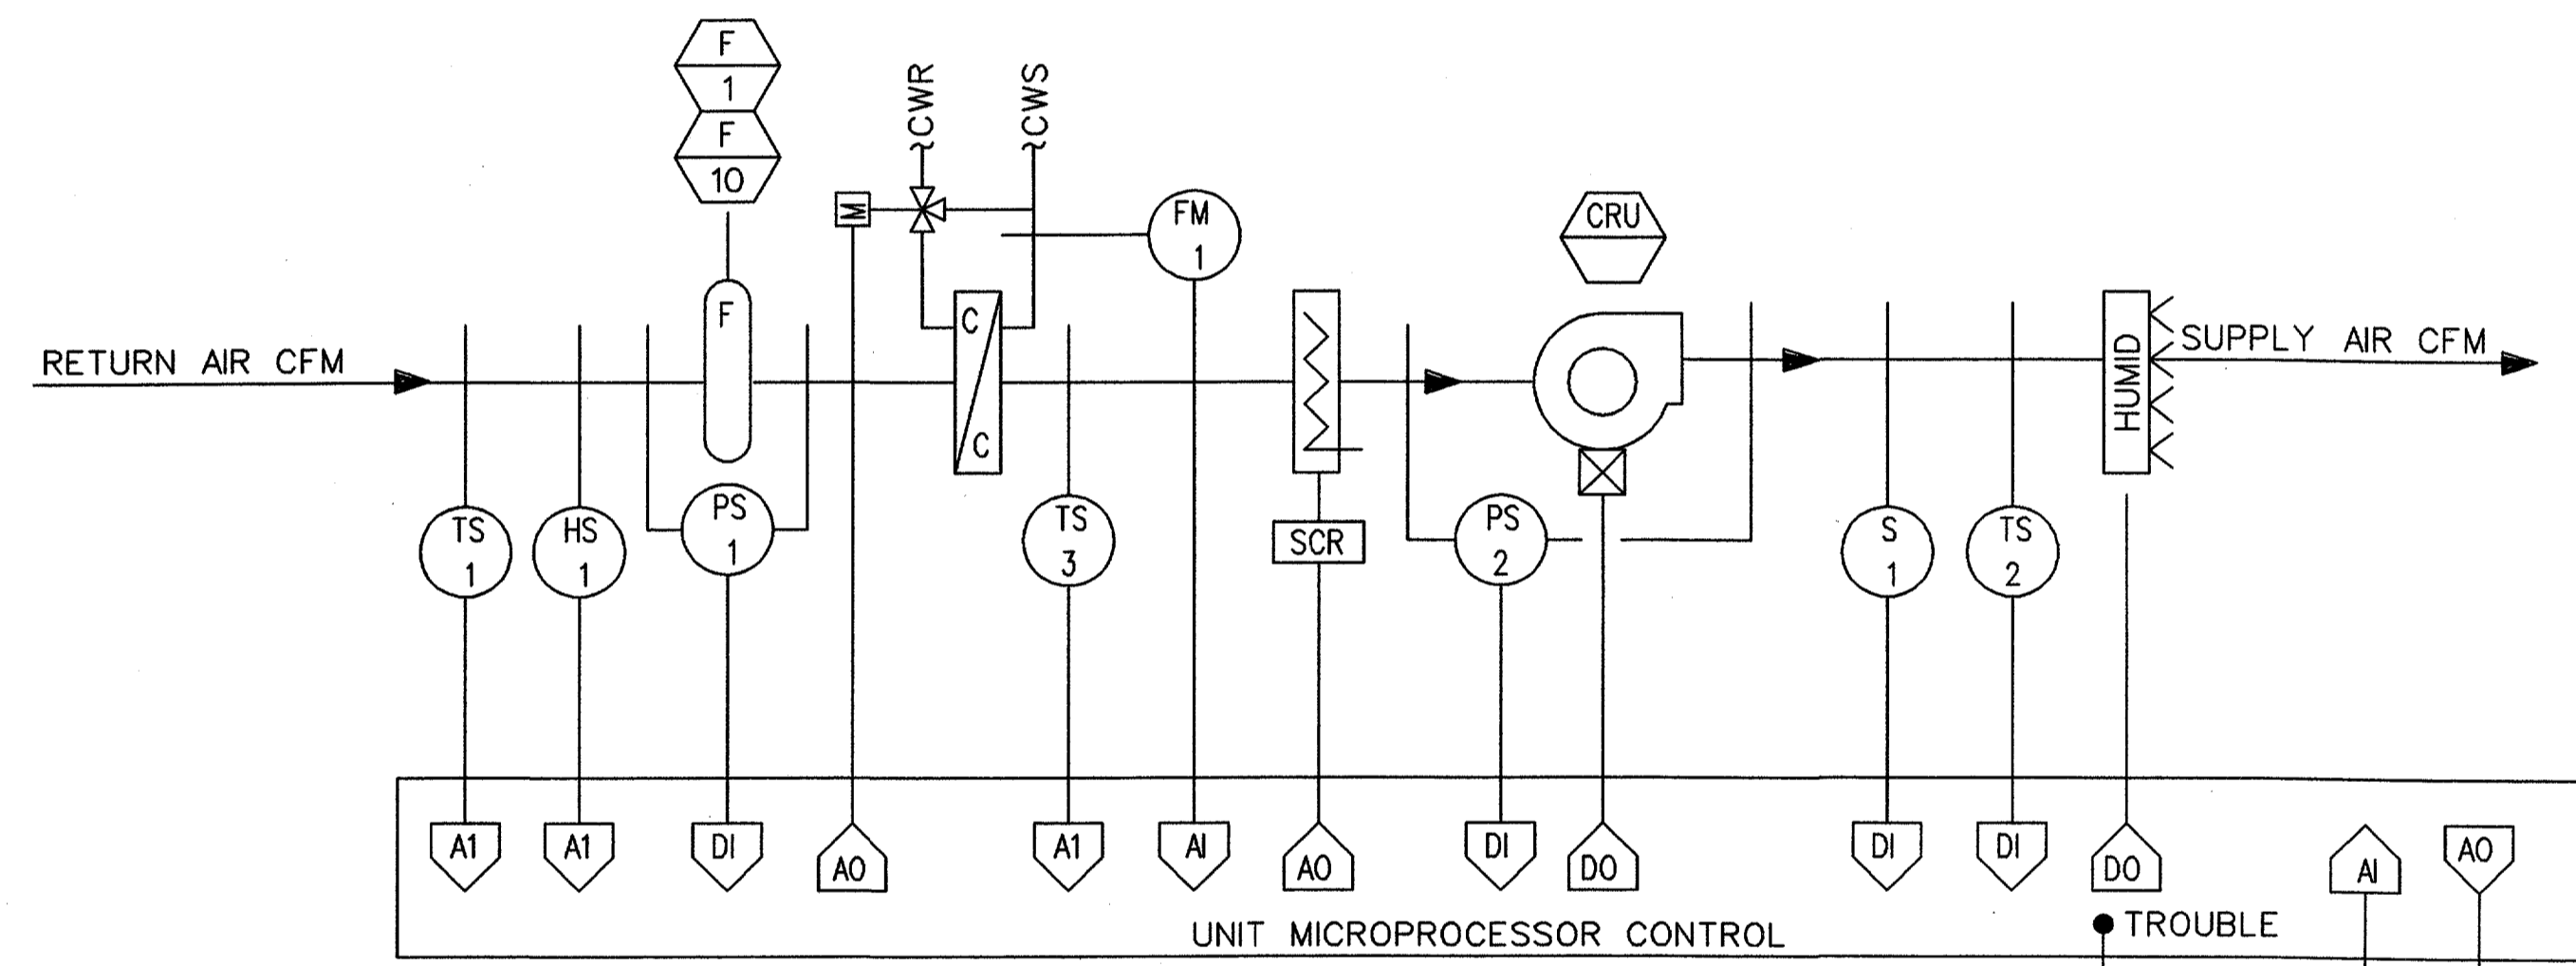 F
1
F
10
CWR
CWS
M
FM
1
CRU
F
C
C
RETURN AIR CFM
HUMID
SUPPLY AIR CFM
TS
1
HS
1
PS
1
TS
3
SCR
PS
2
S
1
TS
2
A1
A1
DI
AO
A1
AI
AO
DI
DO
DI
DI
DO
AI
AO
UNIT MICROPROCESSOR CONTROL
TROUBLE